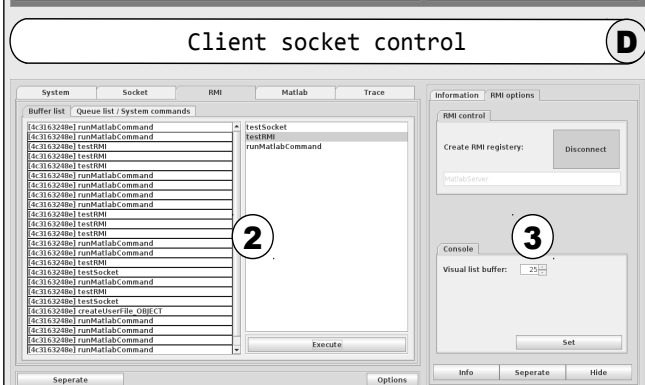 Client socket control
D
System Socket RMI Matlab Trace
Buffer list Queue list / System commands
[4c3163248e] runMatlabCommand
[4c3163248e] runMatlabCommand
[4c3163248e] testRMI
[4c3163248e] testRMI
[4c3163248e] testRMI
[4c3163248e] runMatlabCommand
[4c3163248e] testRMI
[4c3163248e] runMatlabCommand
[4c3163248e] runMatlabCommand
[4c3163248e] testRMI
[4c3163248e] testRMI
[4c3163248e] testRMI
[4c3163248e] runMatlabCommand
[4c3163248e] runMatlabCommand
[4c3163248e] testRMI
[4c3163248e] testSocket
[4c3163248e] runMatlabCommand
[4c3163248e] testRMI
[4c3163248e] testSocket
[4c3163248e] createUserFile_OBJECT
[4c3163248e] runMatlabCommand
[4c3163248e] runMatlabCommand
[4c3163248e] runMatlabCommand
[4c3163248e] runMatlabCommand
testSocket
testRMI
runMatlabCommand
2
Execute
Seperate Options
Information RMI options
RMI control
Create RMI registery: Disconnect
MatlabServer
3
Console
Visual list buffer: 25
Set
Info Seperate Hide